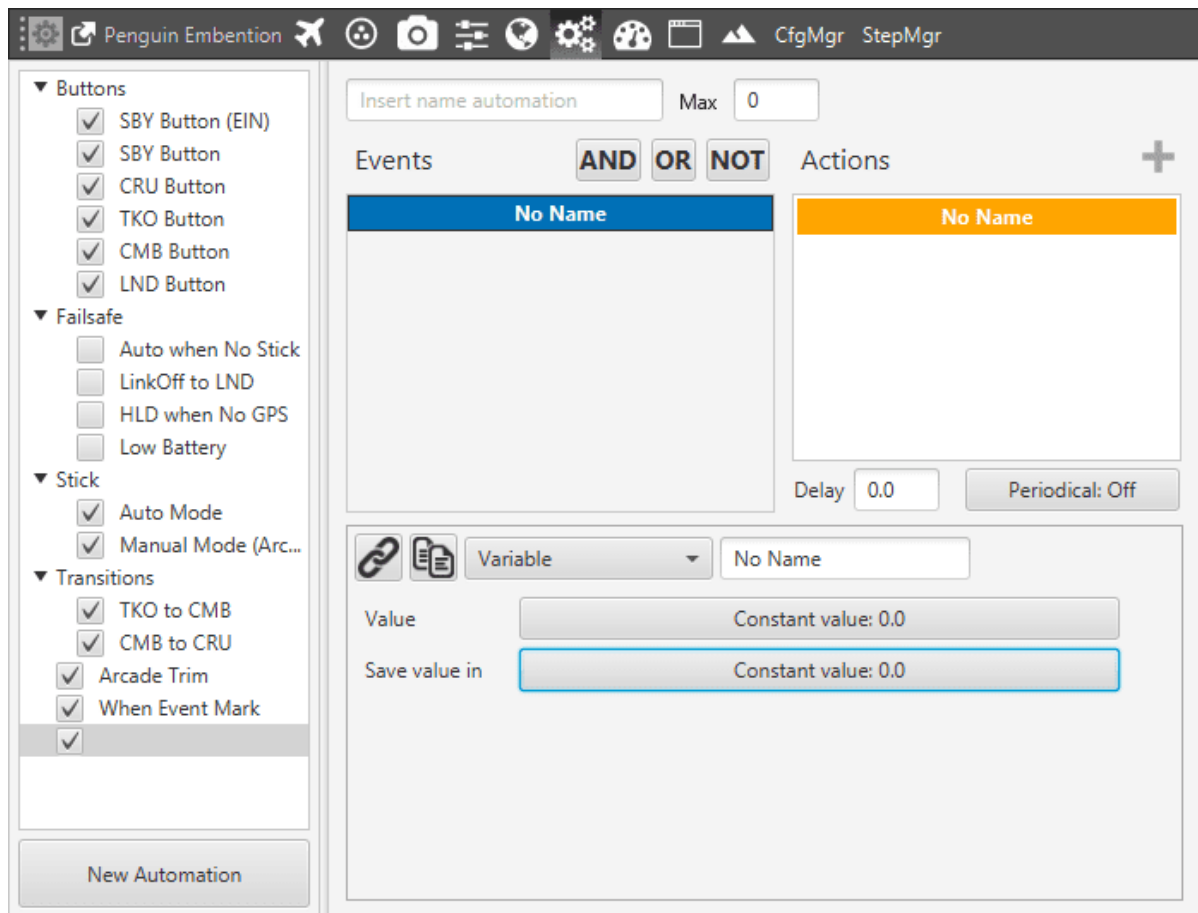 Penguin Embention CfgMgr StepMgr
Buttons
SBY Button (EIN)
SBY Button
CRU Button
TKO Button
CMB Button
LND Button
Failsafe
Auto when No Stick
LinkOff to LND
HLD when No GPS
Low Battery
Stick
Auto Mode
Manual Mode (Arc...
Transitions
TKO to CMB
CMB to CRU
Arcade Trim
When Event Mark
New Automation
Insert name automation Max 0
Events AND OR NOT Actions
No Name
No Name
Delay 0.0 Periodical: Off
Variable No Name
Value Constant value: 0.0
Save value in Constant value: 0.0